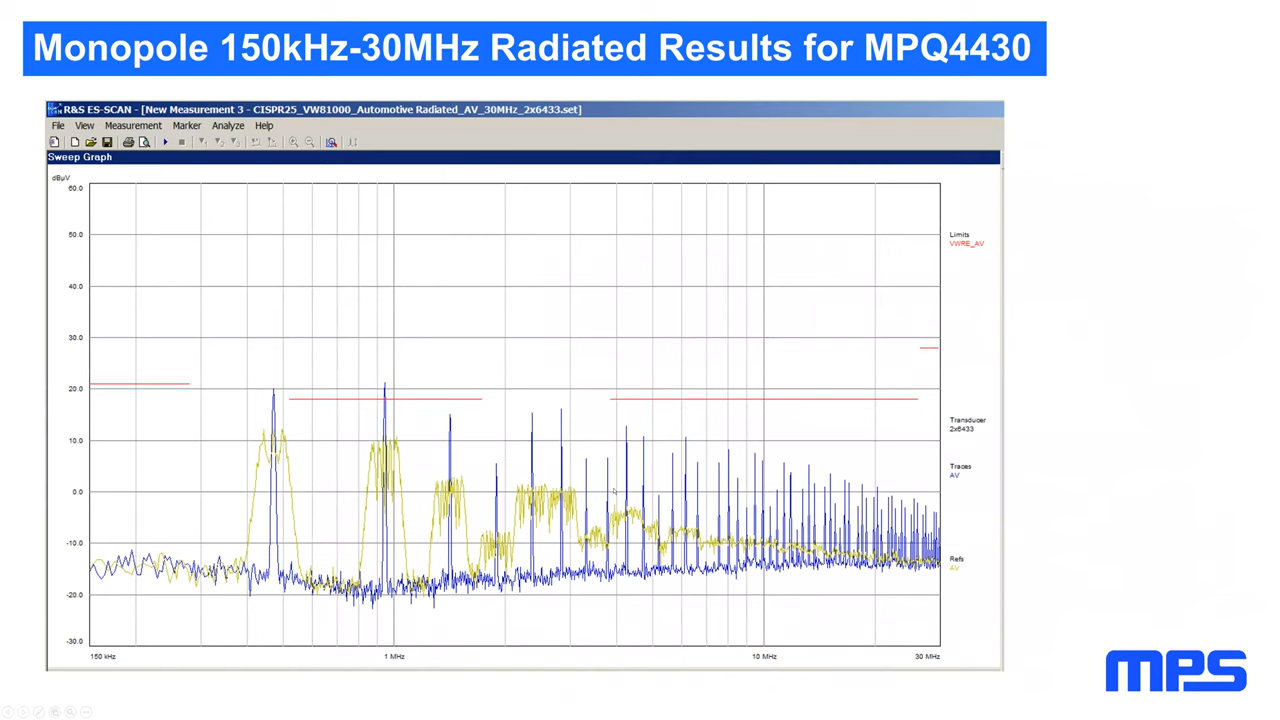 Monopole 150kHz-30MHz Radiated Results for MPQ4430
R&S ES-SCAN - [New Measurement 3 - CISPR25_VW81000_Automotive Radiated_AV_30MHz_2x6433.set]
File View Measurement Marker Analyze Help
Sweep Graph
dBµV
60.0
50.0
40.0
30.0
20.0
10.0
0.0
-10.0
-20.0
-30.0
150 kHz 1 MHz 10 MHz 30 MHz
Limits
VWRE_AV
Transducer
2x6433
Traces
AV
Refs
AV
mPS